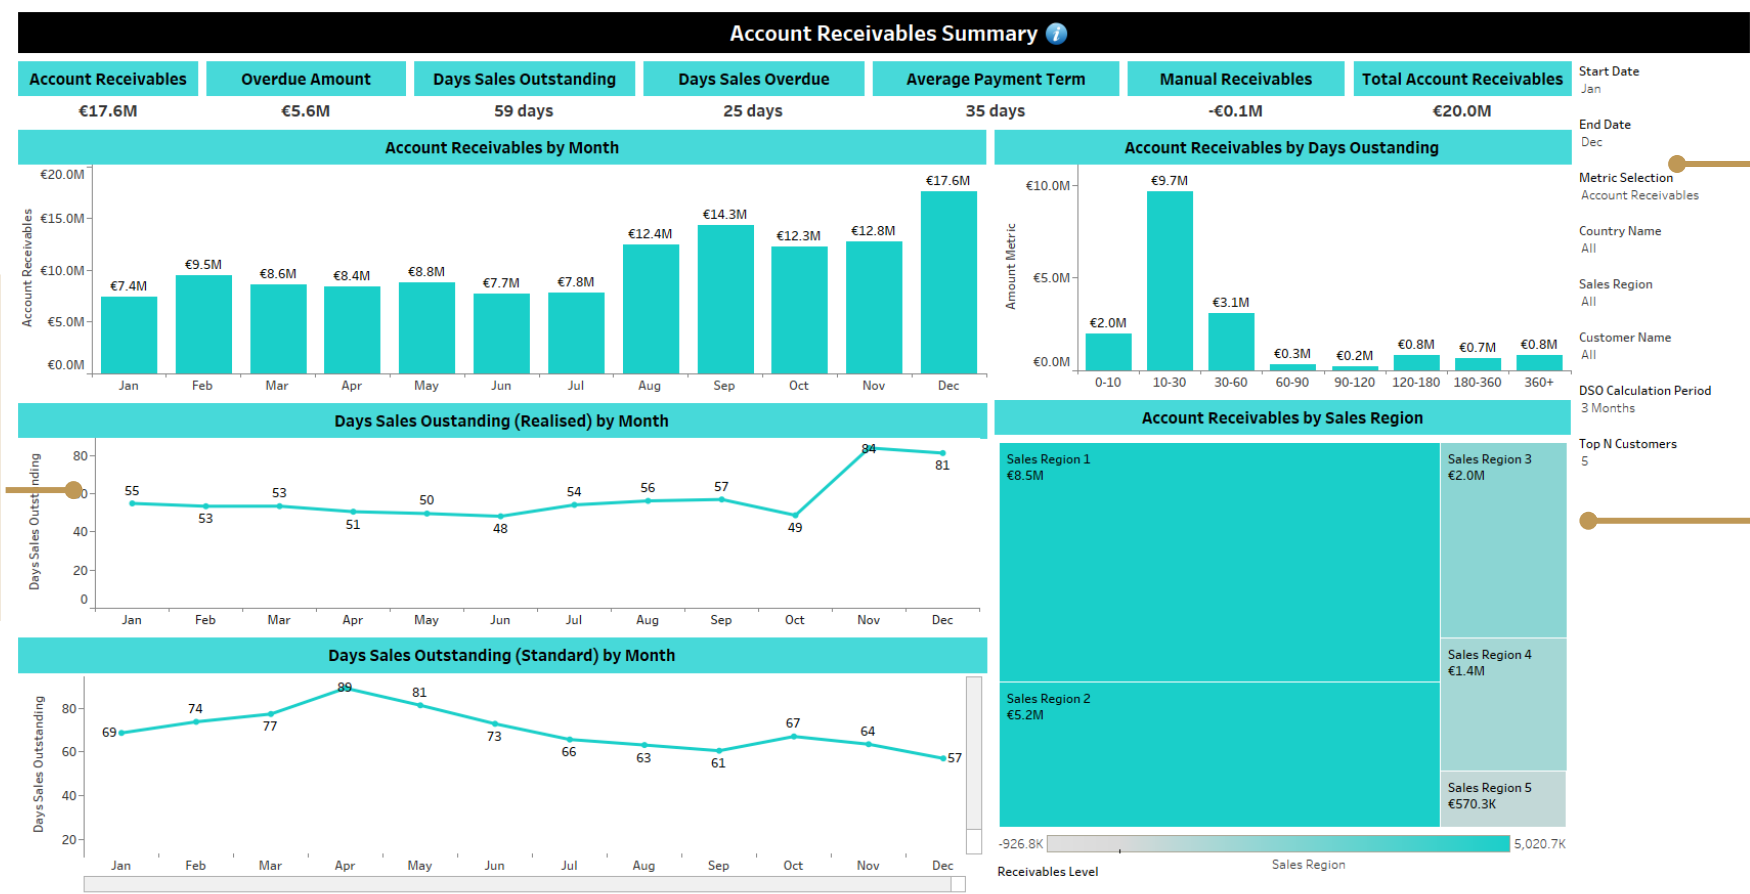 Account Receivables Summary i
Account Receivables
Overdue Amount
Days Sales Outstanding
Days Sales Overdue
Average Payment Term
Manual Receivables
Total Account Receivables
€17.6M
€5.6M
59 days
25 days
35 days
-€0.1M
€20.0M
Start Date
Jan
End Date
Dec
Metric Selection
Account Receivables
Country Name
All
Sales Region
All
Customer Name
All
DSO Calculation Period
3 Months
Top N Customers
5
Account Receivables by Month
Account Receivables
€20.0M
€15.0M
€10.0M
€5.0M
€0.0M
€7.4M
€9.5M
€8.6M
€8.4M
€8.8M
€7.7M
€7.8M
€12.4M
€14.3M
€12.3M
€12.8M
€17.6M
Jan Feb Mar Apr May Jun Jul Aug Sep Oct Nov Dec
Account Receivables by Days Oustanding
Amount Metric
€10.0M
€5.0M
€0.0M
€2.0M
€9.7M
€3.1M
€0.3M
€0.2M
€0.8M
€0.7M
€0.8M
0-10 10-30 30-60 60-90 90-120 120-180 180-360 360+
Days Sales Oustanding (Realised) by Month
Days Sales Outstanding
80
40
20
0
55
53
53
51
50
48
54
56
57
49
84
81
Jan Feb Mar Apr May Jun Jul Aug Sep Oct Nov Dec
Days Sales Outstanding (Standard) by Month
Days Sales Outstanding
80
60
40
20
69
74
77
89
81
73
66
63
61
67
64
57
Jan Feb Mar Apr May Jun Jul Aug Sep Oct Nov Dec
Account Receivables by Sales Region
Sales Region 1
€8.5M
Sales Region 2
€5.2M
Sales Region 3
€2.0M
Sales Region 4
€1.4M
Sales Region 5
€570.3K
-926.8K
5,020.7K
Sales Region
Receivables Level